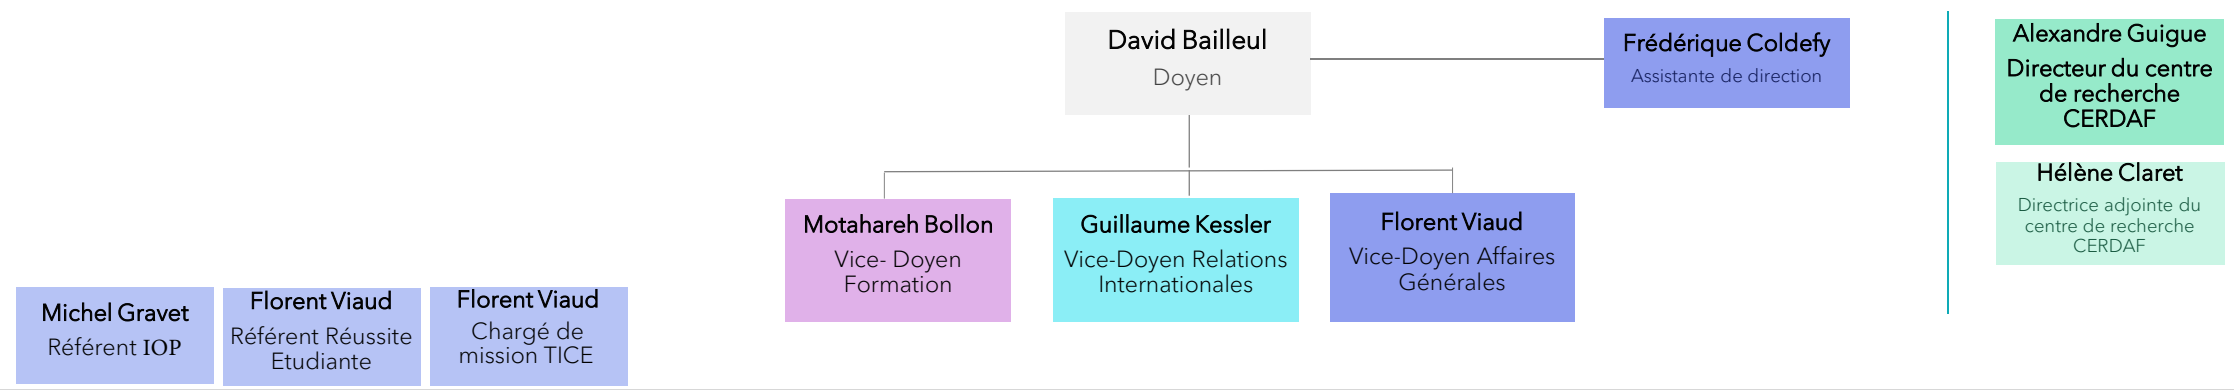 David Bailleul
Doyen
Frédérique Coldefy
Assistante de direction
Alexandre Guigue
Directeur du centre
de recherche
CERDAF
Hélène Claret
Directrice adjointe du
centre de recherche
CERDAF
Motahareh Bollon
Vice- Doyen
Formation
Guillaume Kessler
Vice-Doyen Relations
Internationales
Florent Viaud
Vice-Doyen Affaires
Générales
Michel Gravet
Référent IOP
Florent Viaud
Référent Réussite
Etudiante
Florent Viaud
Chargé de
mission TICE